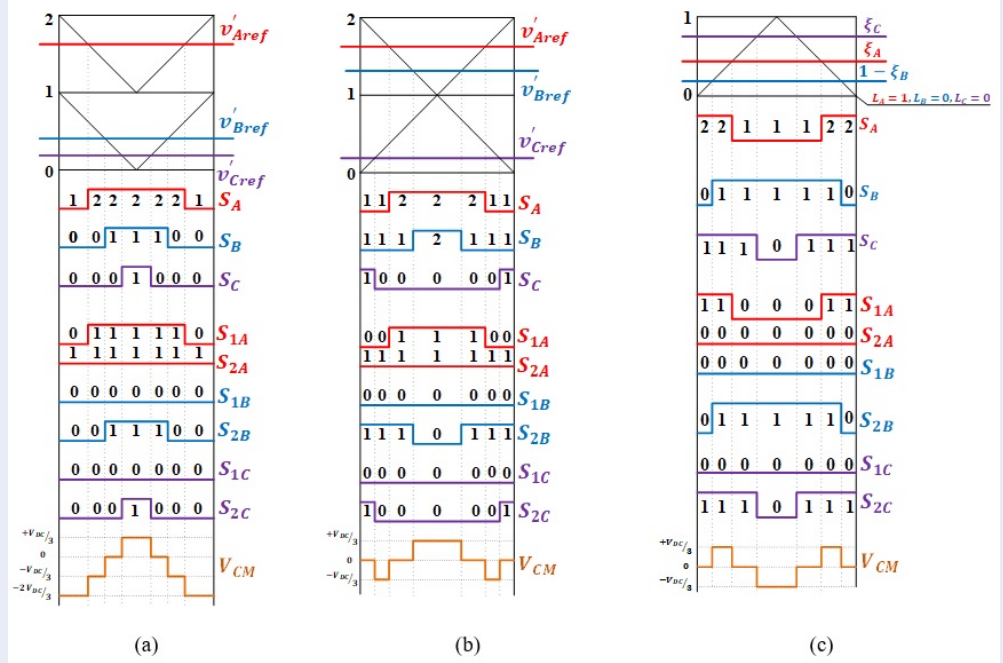 2
v'Aref
1
v'Bref
0
v'Cref
1 2 2 2 2 2 1 SA
0 0 1 1 1 0 0 SB
0 0 0 1 0 0 0 SC
0 1 1 1 1 1 0 S1A
1 1 1 1 1 1 1 S2A
0 0 0 0 0 0 0 S1B
0 0 1 1 1 0 0 S2B
0 0 0 0 0 0 0 S1C
0 0 0 1 0 0 0 S2C
+VDC/3
0
−VDC/3
−2VDC/3
VCM
(a)
2
v'Aref
1
v'Bref
v'Cref
0
1 1 2 2 2 1 1 SA
1 1 1 2 1 1 1 SB
1 0 0 0 0 0 1 SC
0 0 1 1 1 0 0 S1A
1 1 1 1 1 1 1 S2A
0 0 0 0 0 0 0 S1B
1 1 1 0 1 1 1 S2B
0 0 0 0 0 0 0 S1C
1 0 0 0 0 0 1 S2C
+VDC/3
0
−VDC/3
VCM
(b)
1
ξC
ξA
1 − ξB
0
LA = 1, LB = 0, LC = 0
2 2 1 1 1 2 2 SA
0 1 1 1 1 1 0 SB
1 1 1 0 1 1 1 SC
1 1 0 0 0 1 1 S1A
0 0 0 0 0 0 0 S2A
0 0 0 0 0 0 0 S1B
0 1 1 1 1 1 0 S2B
0 0 0 0 0 0 0 S1C
1 1 1 0 1 1 1 S2C
+VDC/3
0
−VDC/3
VCM
(c)